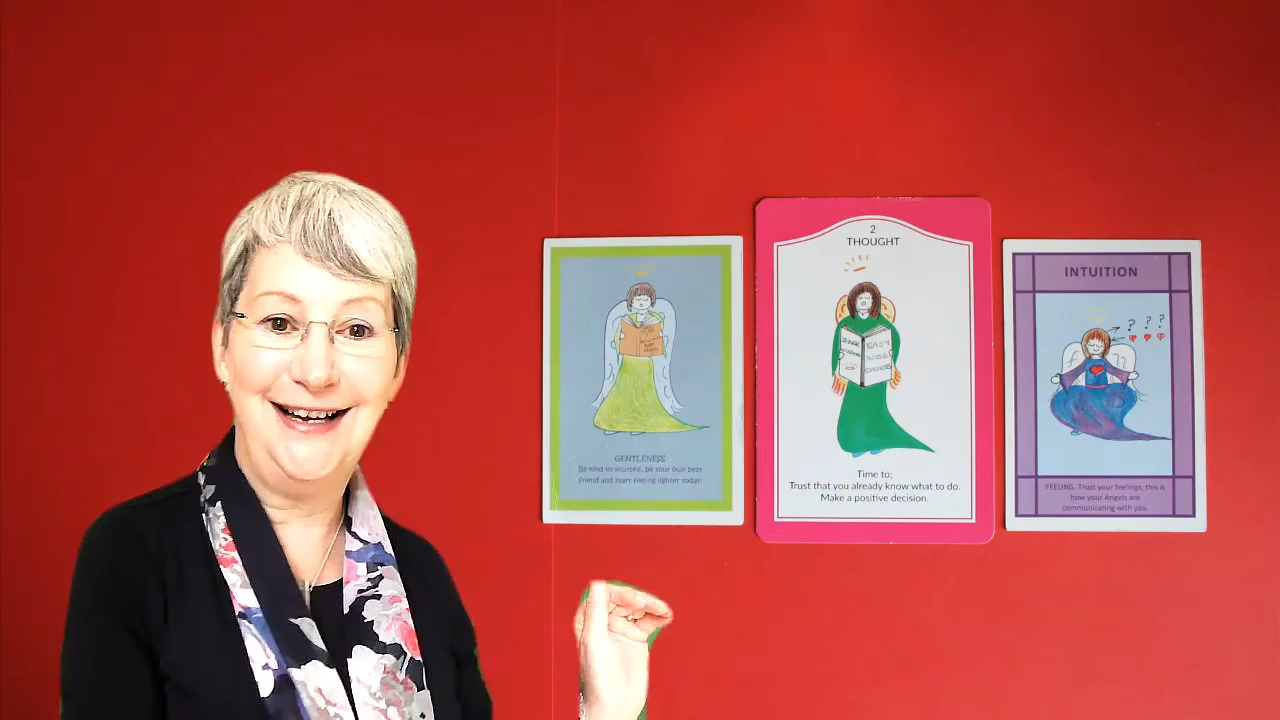 GENTLENESS
Be kind to yourself, be your own best
friend and start feeling lighter today.
2
THOUGHT
EASY
WISE
CHOICES
Time to;
Trust that you already know what to do.
Make a positive decision.
INTUITION
? ? ?
FEELING. Trust your feelings, this is
how your Angels are
communicating with you.